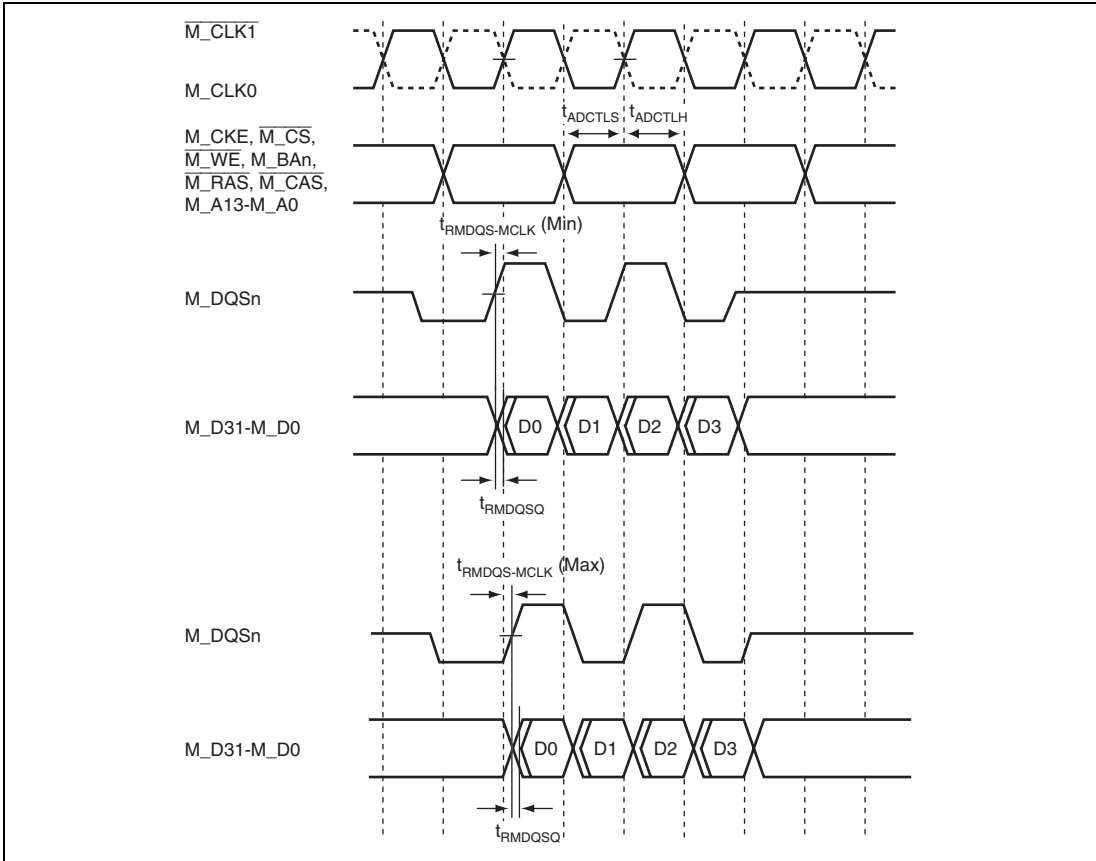 M_CLK1
M_CLK0
tADCTLS tADCTLH
M_CKE, M_CS,
M_WE, M_BAn,
M_RAS, M_CAS,
M_A13-M_A0
tRMDQS-MCLK (Min)
M_DQSn
M_D31-M_D0
D0 D1 D2 D3
tRMDQSQ
tRMDQS-MCLK (Max)
M_DQSn
M_D31-M_D0
D0 D1 D2 D3
tRMDQSQ